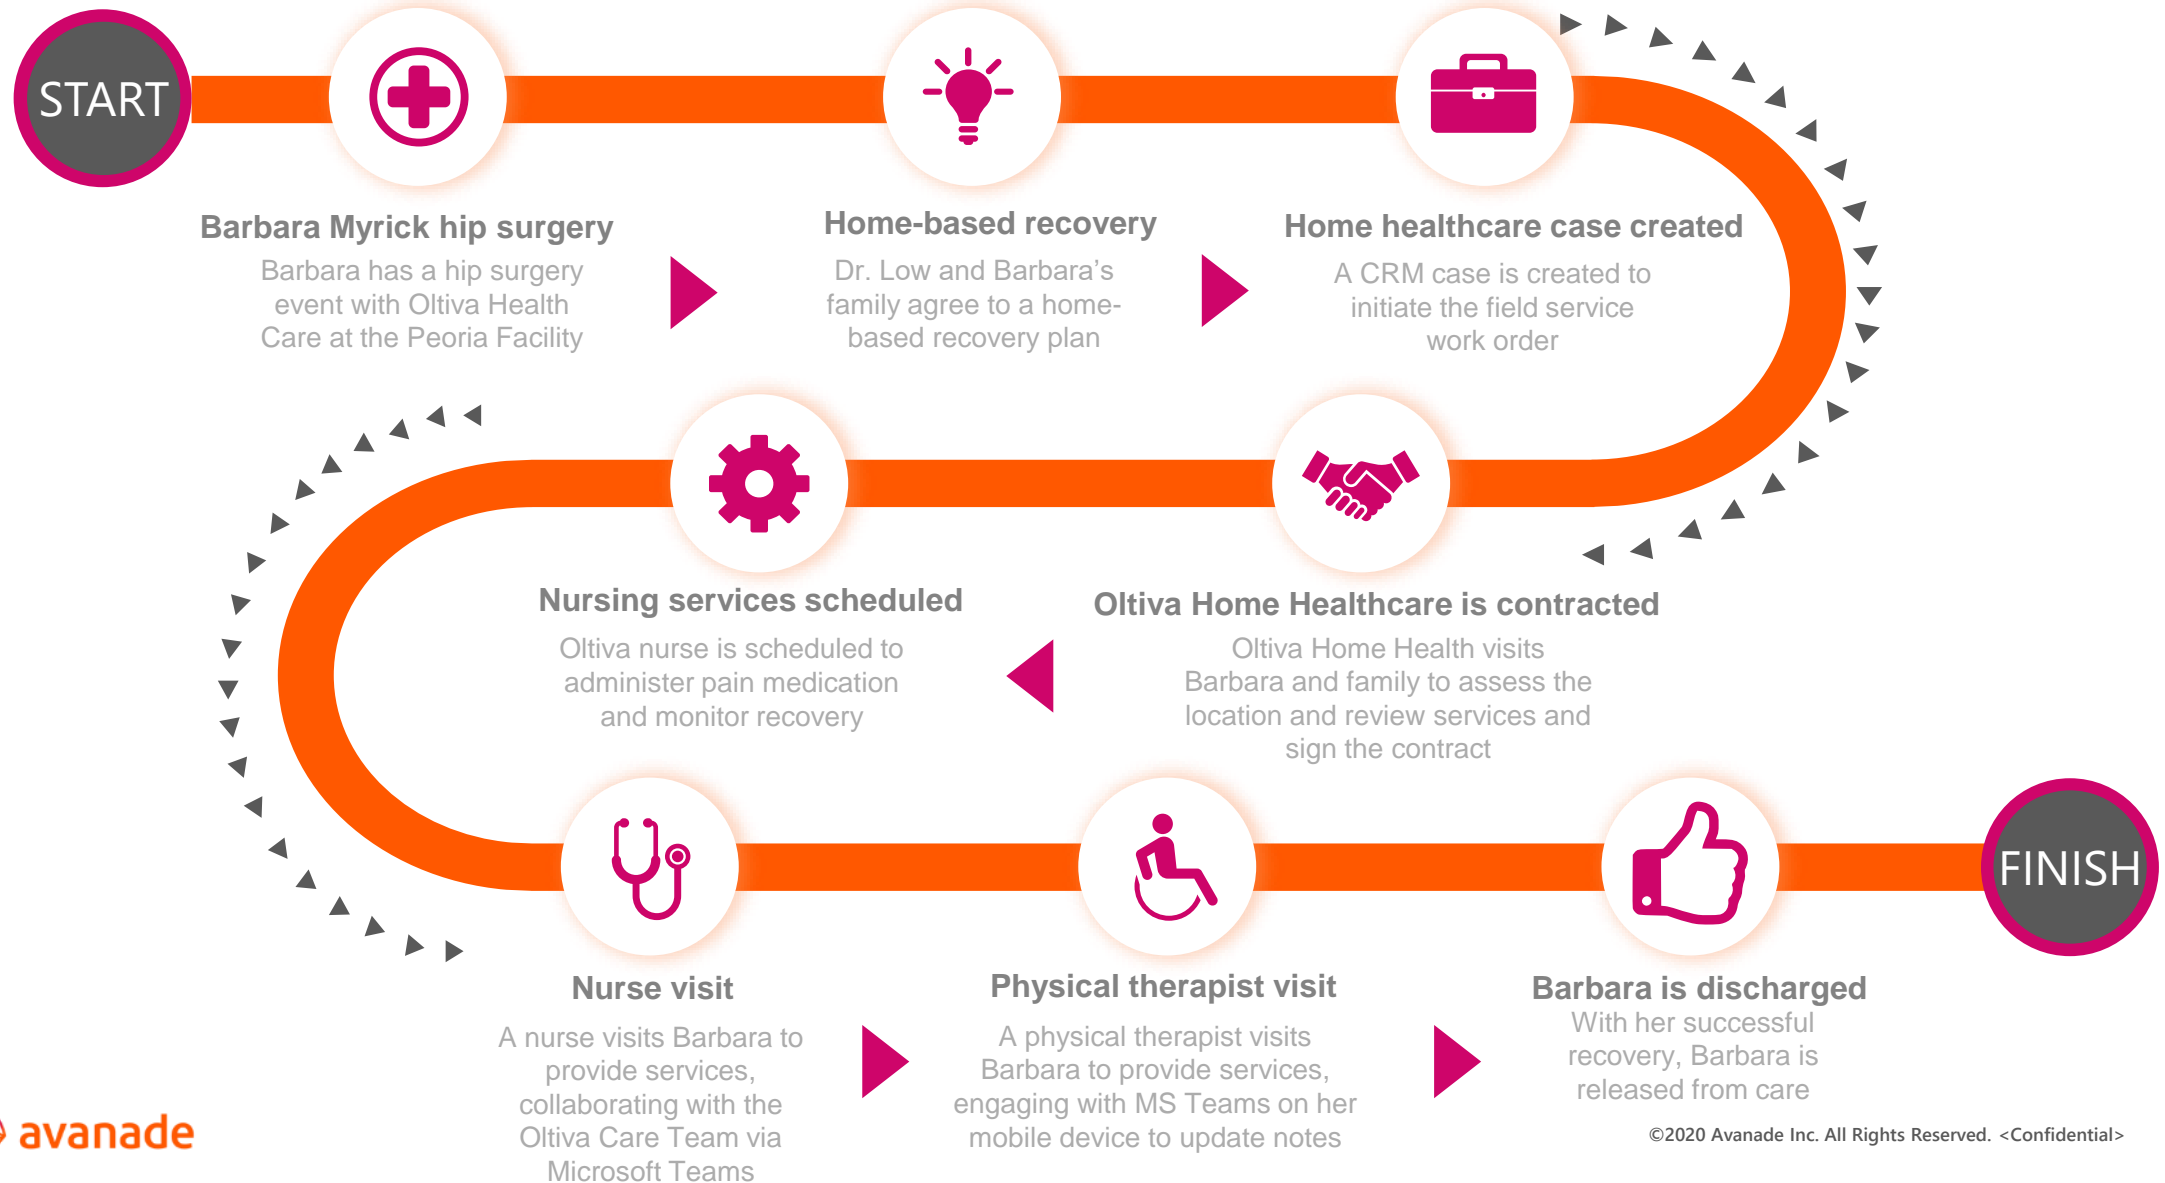 START
Barbara Myrick hip surgery
Barbara has a hip surgery
event with Oltiva Health
Care at the Peoria Facility
Home-based recovery
Dr. Low and Barbara's
family agree to a home-
based recovery plan
Home healthcare case created
A CRM case is created to
initiate the field service
work order
Oltiva Home Healthcare is contracted
Oltiva Home Health visits
Barbara and family to assess the
location and review services and
sign the contract
Nursing services scheduled
Oltiva nurse is scheduled to
administer pain medication
and monitor recovery
Nurse visit
A nurse visits Barbara to
provide services,
collaborating with the
Oltiva Care Team via
Microsoft Teams
Physical therapist visit
A physical therapist visits
Barbara to provide services,
engaging with MS Teams on her
mobile device to update notes
Barbara is discharged
With her successful
recovery, Barbara is
released from care
FINISH
avanade
©2020 Avanade Inc. All Rights Reserved. <Confidential>